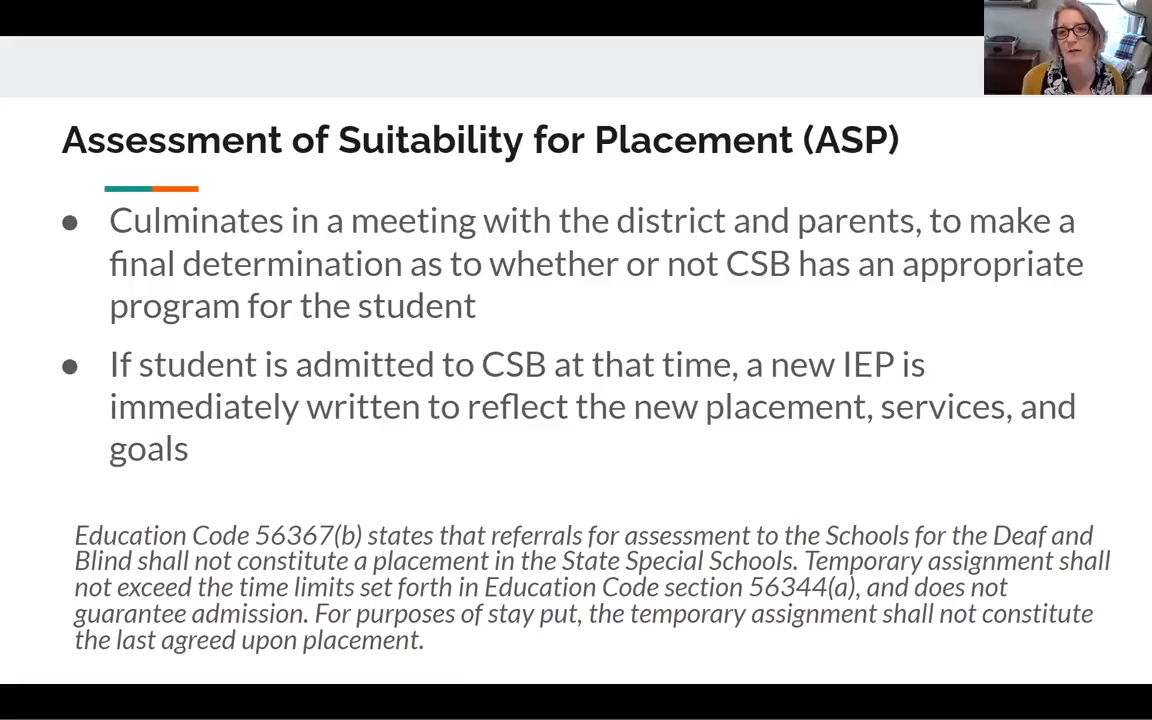 Assessment of Suitability for Placement (ASP)
● Culminates in a meeting with the district and parents, to make a
final determination as to whether or not CSB has an appropriate
program for the student
● If student is admitted to CSB at that time, a new IEP is
immediately written to reflect the new placement, services, and
goals
Education Code 56367(b) states that referrals for assessment to the Schools for the Deaf and
Blind shall not constitute a placement in the State Special Schools. Temporary assignment shall
not exceed the time limits set forth in Education Code section 56344(a), and does not
guarantee admission. For purposes of stay put, the temporary assignment shall not constitute
the last agreed upon placement.